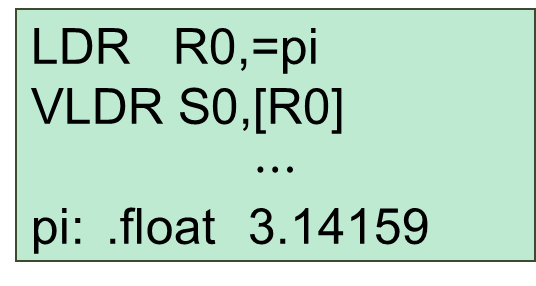 LDR R0,=pi
VLDR S0,[R0]
...
pi: .float 3.14159